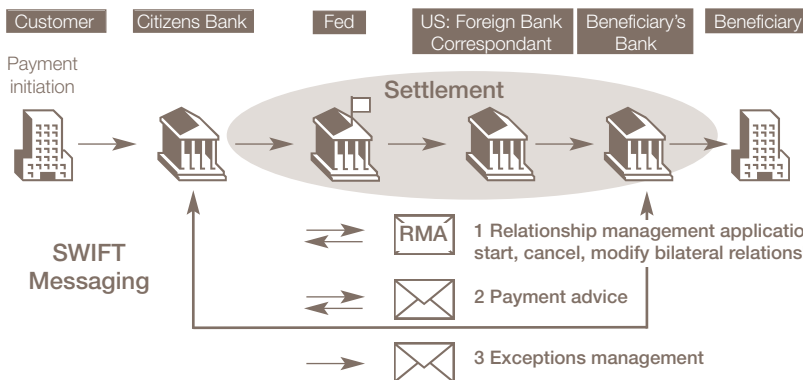 Customer
Citizens Bank
Fed
US: Foreign Bank
Correspondant
Beneficiary's
Bank
Beneficiary
Payment
initiation
Settlement
SWIFT
Messaging
RMA
1 Relationship management applicatio
start, cancel, modify bilateral relations
2 Payment advice
3 Exceptions management